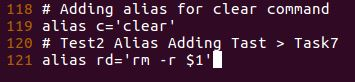 118 # Adding alias for clear command
119 alias c='clear'
120 # Test2 Alias Adding Tast > Task7
121 alias rd='rm -r $1'